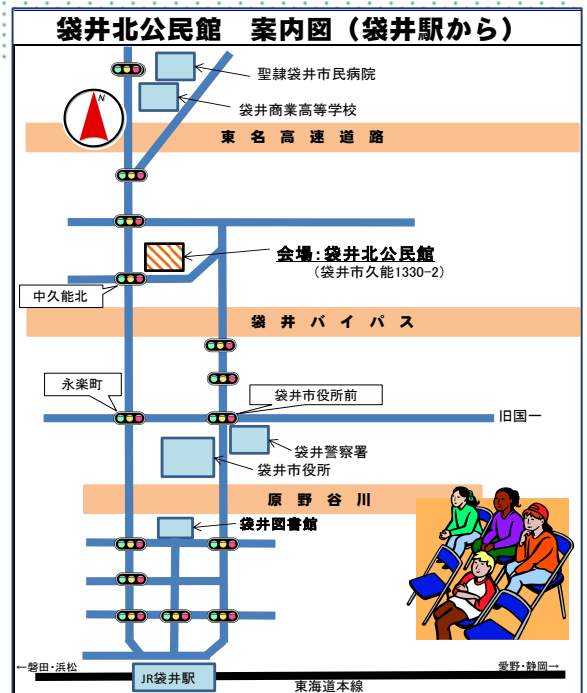 袋井北公民館　案内図（袋井駅から）
聖隷袋井市民病院
N
袋井商業高等学校
東名高速道路
会場：袋井北公民館
（袋井市久能1330-2）
中久能北
袋井バイパス
永楽町
袋井市役所前
旧国一
袋井警察署
袋井市役所
原野谷川
袋井図書館
←磐田・浜松
愛野・静岡→
JR袋井駅
東海道本線